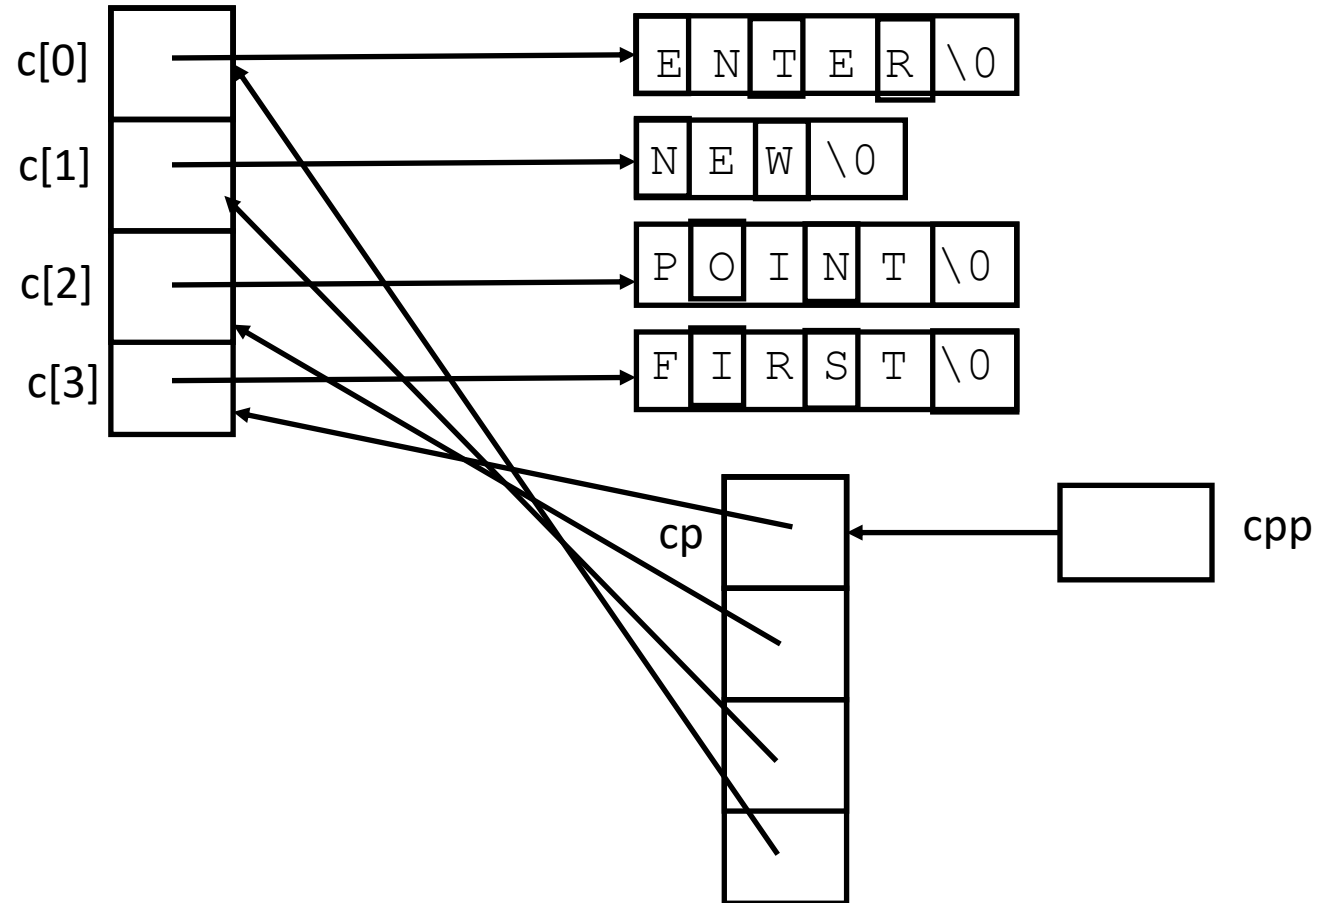 c[0] E N T E R \0
c[1] N E W \0
c[2] P O I N T \0
c[3] F I R S T \0
cp cpp